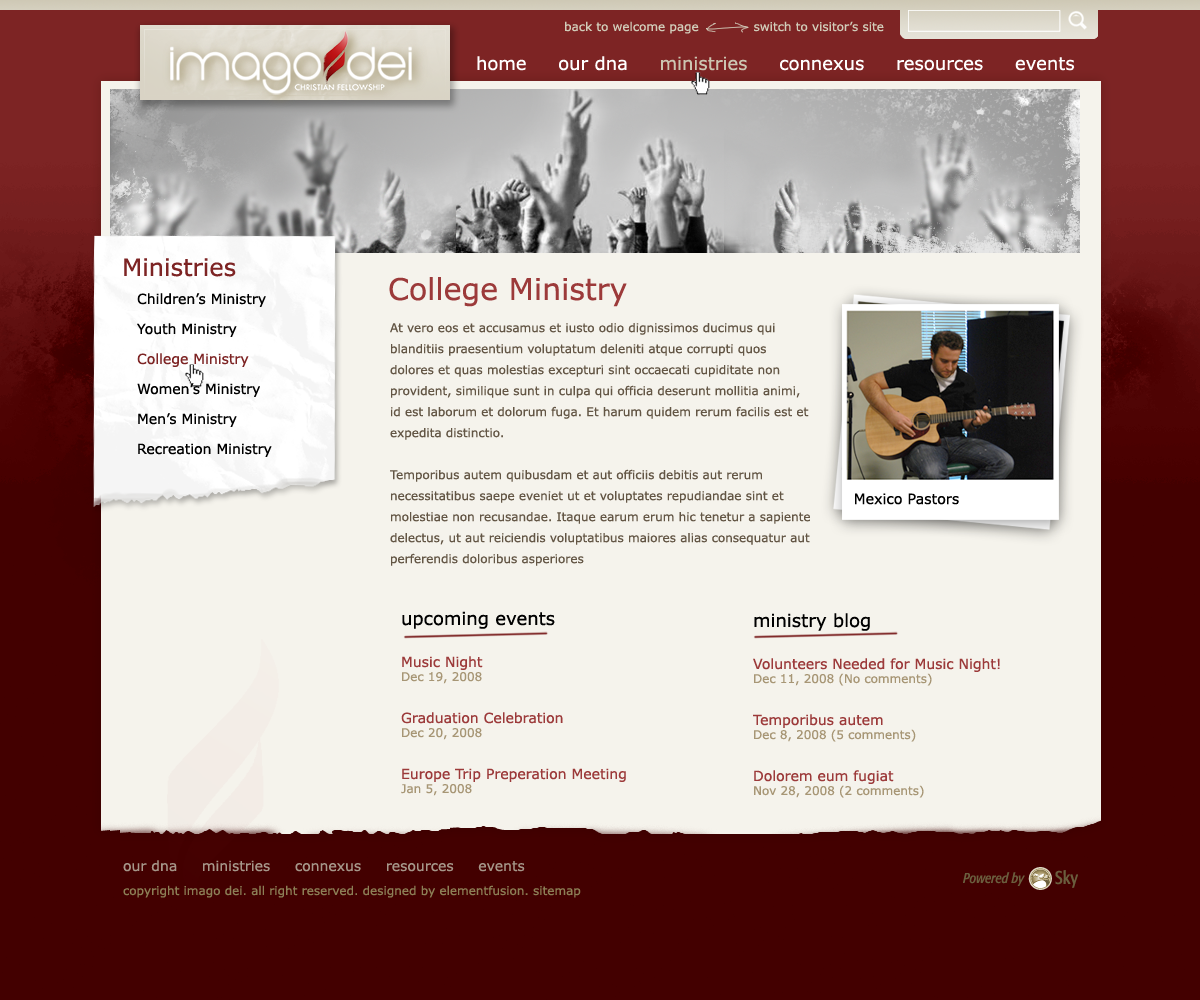 back to welcome page switch to visitor's site
imago dei
CHRISTIAN FELLOWSHIP
home our dna ministries connexus resources events
Ministries
Children's Ministry
Youth Ministry
College Ministry
Women's Ministry
Men's Ministry
Recreation Ministry
College Ministry
At vero eos et accusamus et iusto odio dignissimos ducimus qui
blanditiis praesentium voluptatum deleniti atque corrupti quos
dolores et quas molestias excepturi sint occaecati cupiditate non
provident, similique sunt in culpa qui officia deserunt mollitia animi,
id est laborum et dolorum fuga. Et harum quidem rerum facilis est et
expedita distinctio.
Temporibus autem quibusdam et aut officiis debitis aut rerum
necessitatibus saepe eveniet ut et voluptates repudiandae sint et
molestiae non recusandae. Itaque earum erum hic tenetur a sapiente
delectus, ut aut reiciendis voluptatibus maiores alias consequatur aut
perferendis doloribus asperiores
Mexico Pastors
upcoming events
Music Night
Dec 19, 2008
Graduation Celebration
Dec 20, 2008
Europe Trip Preperation Meeting
Jan 5, 2008
ministry blog
Volunteers Needed for Music Night!
Dec 11, 2008 (No comments)
Temporibus autem
Dec 8, 2008 (5 comments)
Dolorem eum fugiat
Nov 28, 2008 (2 comments)
our dna ministries connexus resources events
copyright imago dei. all right reserved. designed by elementfusion. sitemap
Powered by Sky